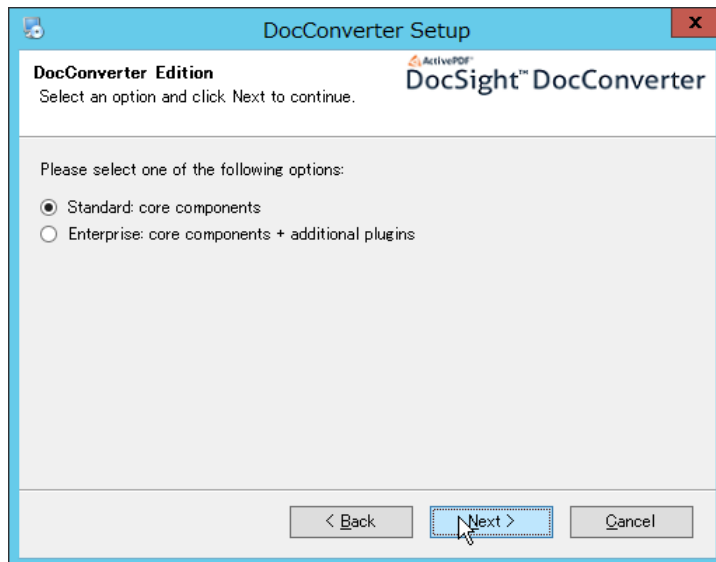 DocConverter Setup
x
DocConverter Edition
Select an option and click Next to continue.
ActivePDF®
DocSight™ DocConverter
Please select one of the following options:
Standard: core components
Enterprise: core components + additional plugins
< Back
Next >
Cancel